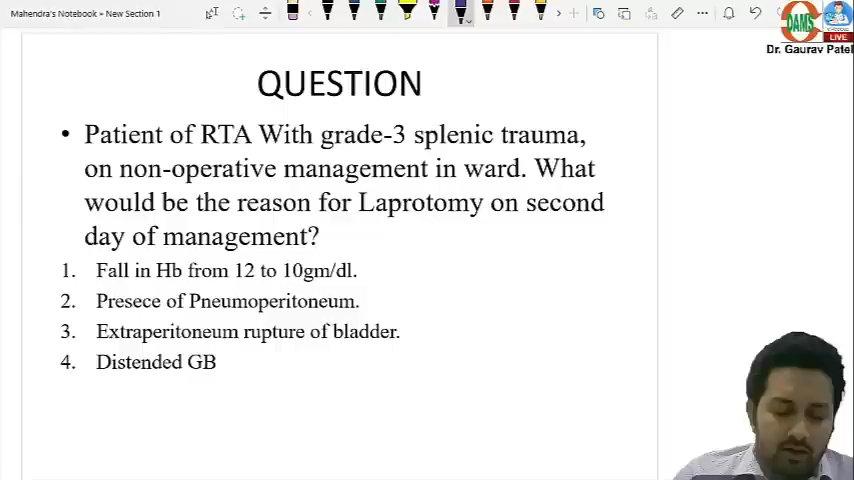 Mahendra's Notebook » New Section 1
DAMS
LIVE
Dr. Gaurav Patel
QUESTION
• Patient of RTA With grade-3 splenic trauma,
on non-operative management in ward. What
would be the reason for Laprotomy on second
day of management?
1. Fall in Hb from 12 to 10gm/dl.
2. Presece of Pneumoperitoneum.
3. Extraperitoneum rupture of bladder.
4. Distended GB